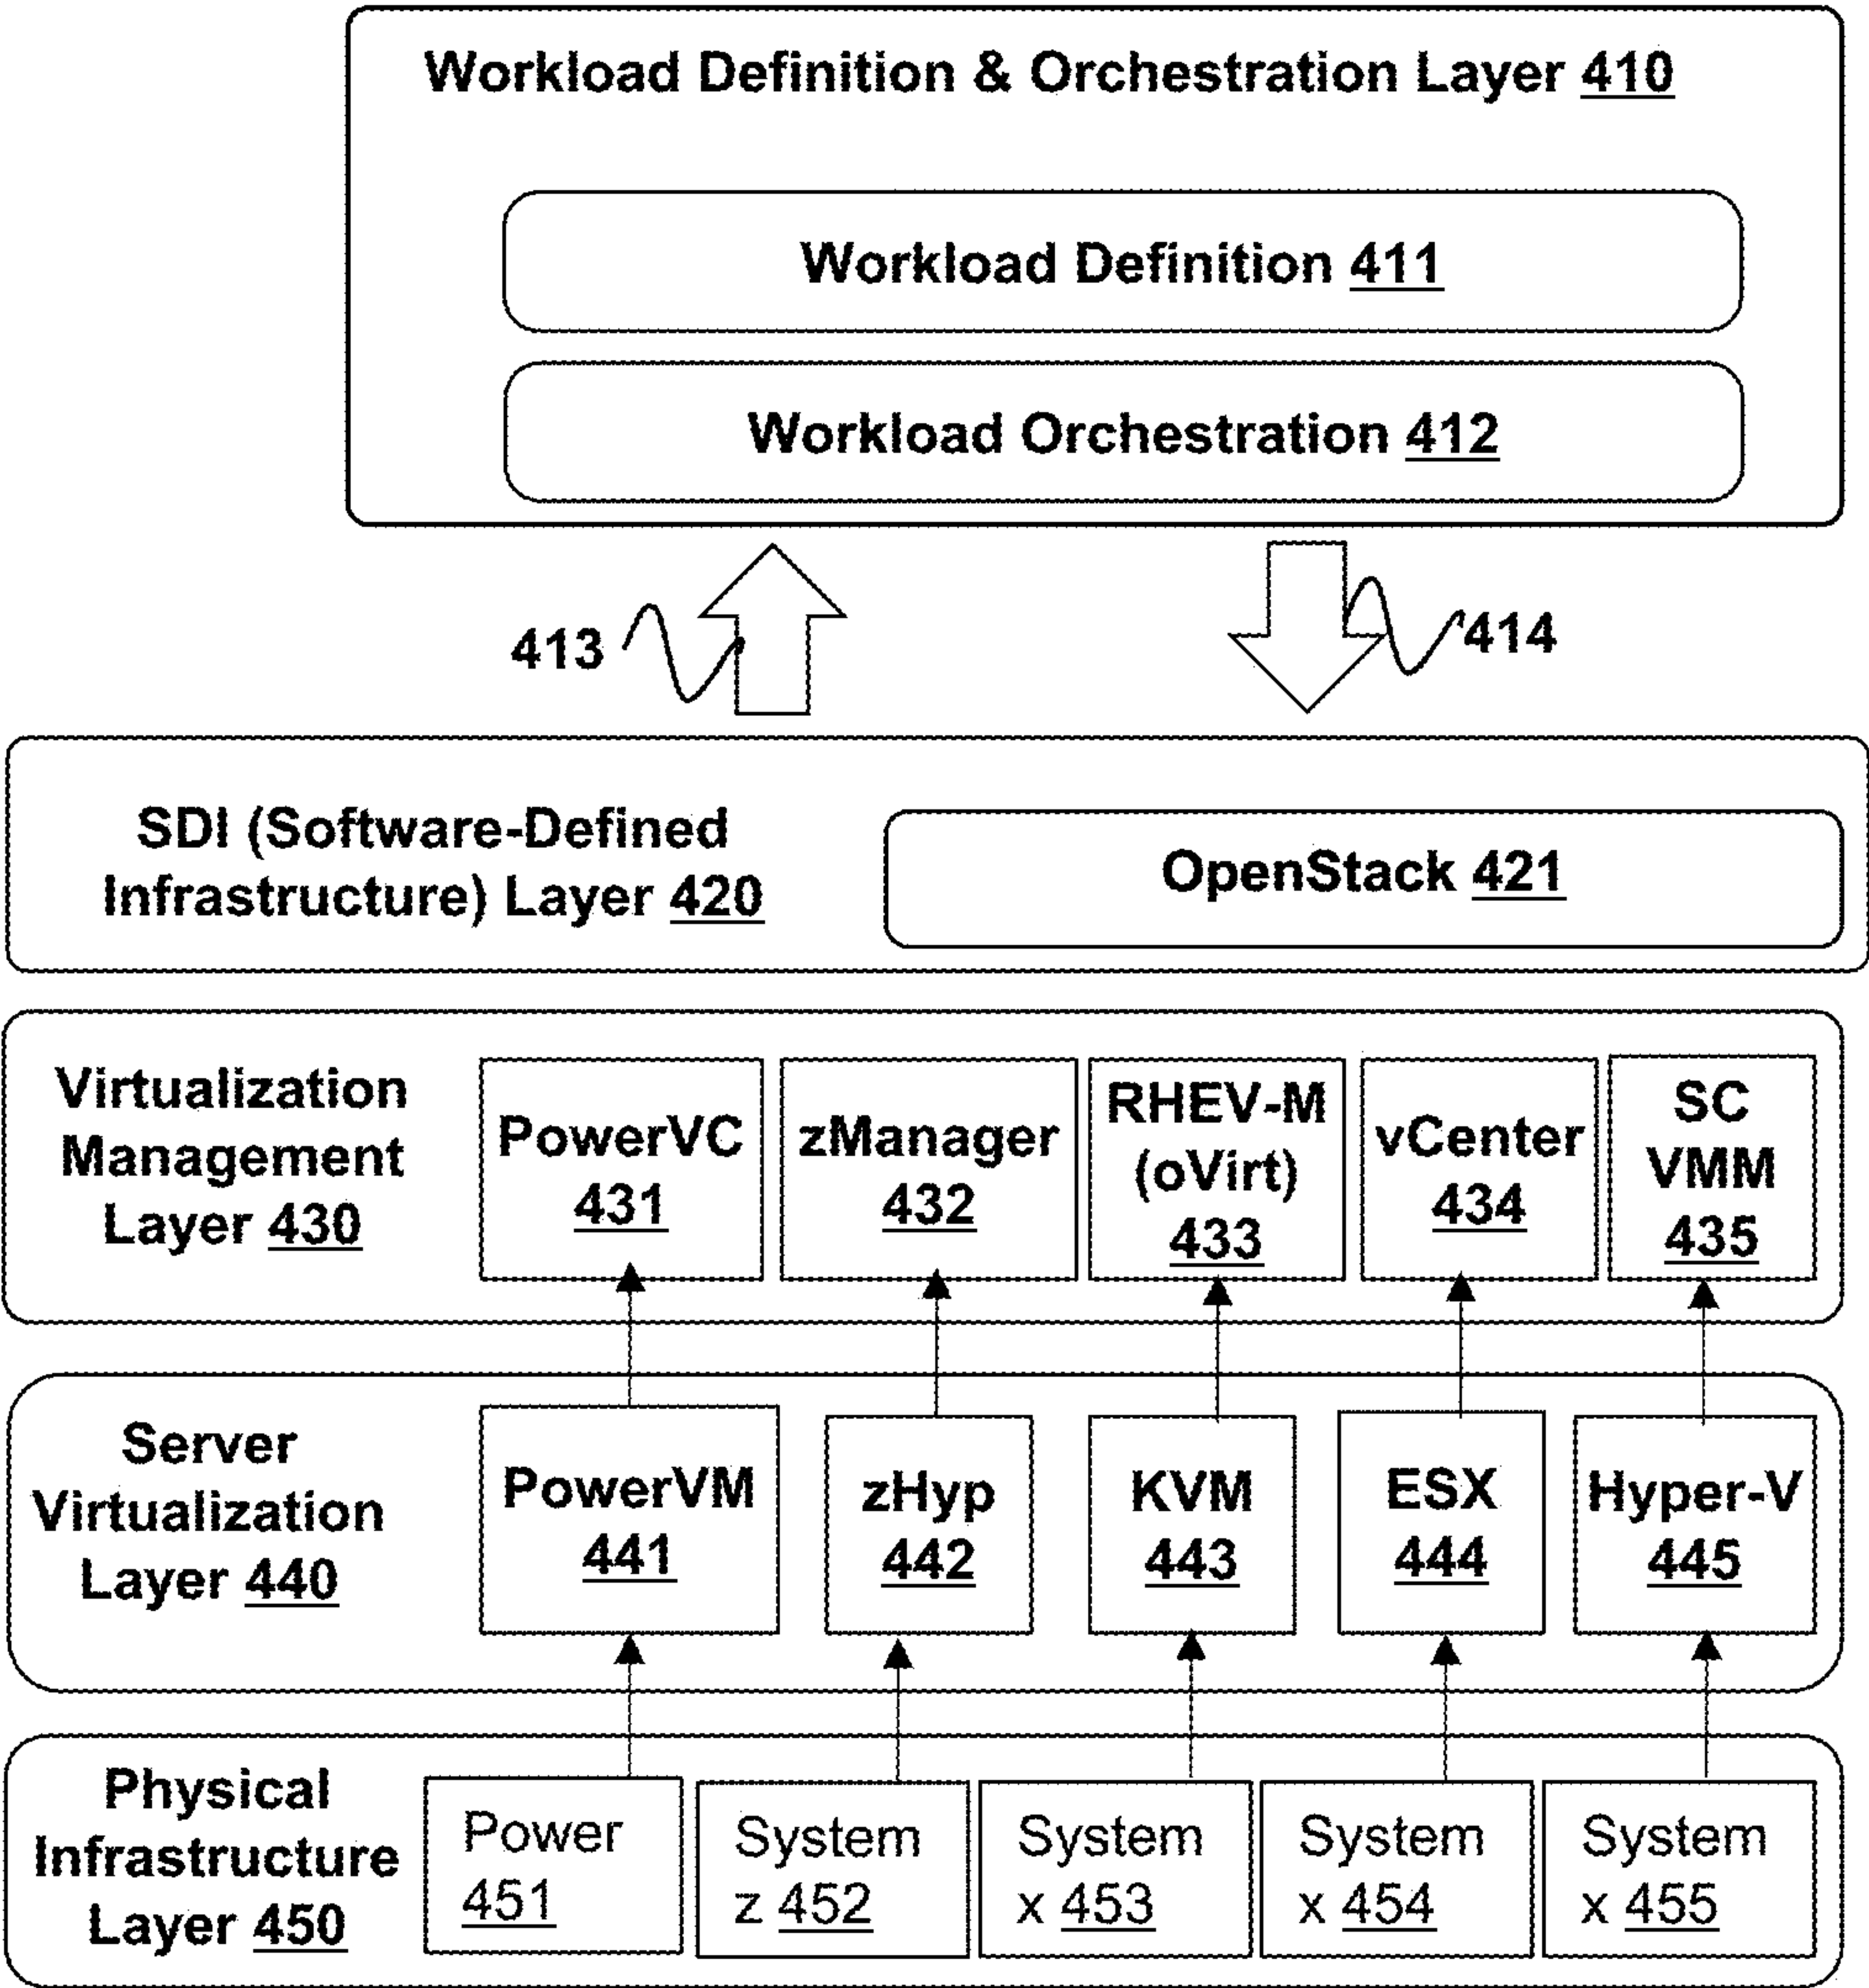 Workload Definition & Orchestration Layer 410
Workload Definition 411
Workload Orchestration 412
413
414
SDI (Software-Defined
Infrastructure) Layer 420
OpenStack 421
Virtualization
Management
Layer 430
PowerVC
431
zManager
432
RHEV-M
(oVirt)
433
vCenter
434
SC
VMM
435
Server
Virtualization
Layer 440
PowerVM
441
zHyp
442
KVM
443
ESX
444
Hyper-V
445
Physical
Infrastructure
Layer 450
Power
451
System
z 452
System
x 453
System
x 454
System
x 455